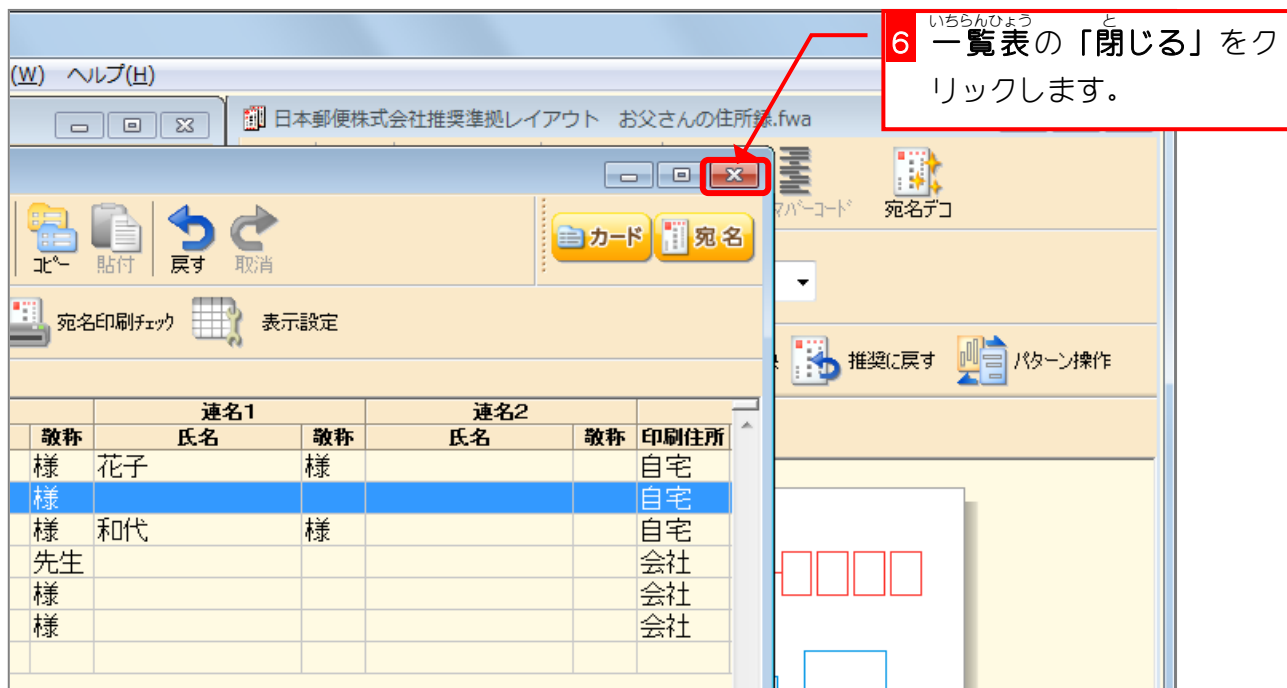 いちらんひょう と
6 一覧表の「閉じる」をク
リックします。
(W) ヘルプ(H)
日本郵便株式会社推奨準拠レイアウト お父さんの住所録.fwa
カード 宛名
コピー 貼付 戻す 取消
マバーコード 宛名デコ
宛名印刷チェック 表示設定
推奨に戻す パターン操作
連名1 連名2
敬称 氏名 敬称 氏名 敬称 印刷住所
様 花子 様 自宅
様 自宅
様 和代 様 自宅
先生 会社
様 会社
様 会社